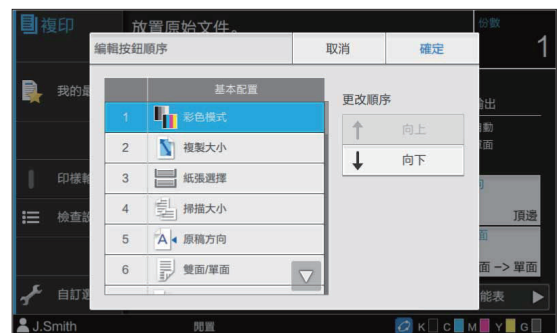 複印
放置原始文件。
份數
1
編輯按鈕順序
取消
確定
我的最
基本配置
1 彩色模式
2 複製大小
3 紙張選擇
4 掃描大小
5 原稿方向
6 雙面/單面
更改順序
向上
向下
輸出
自動
頁面
印樣
檢查設
頂邊
面 -> 單面
自訂選
能表
J.Smith
閒置
K C M Y G